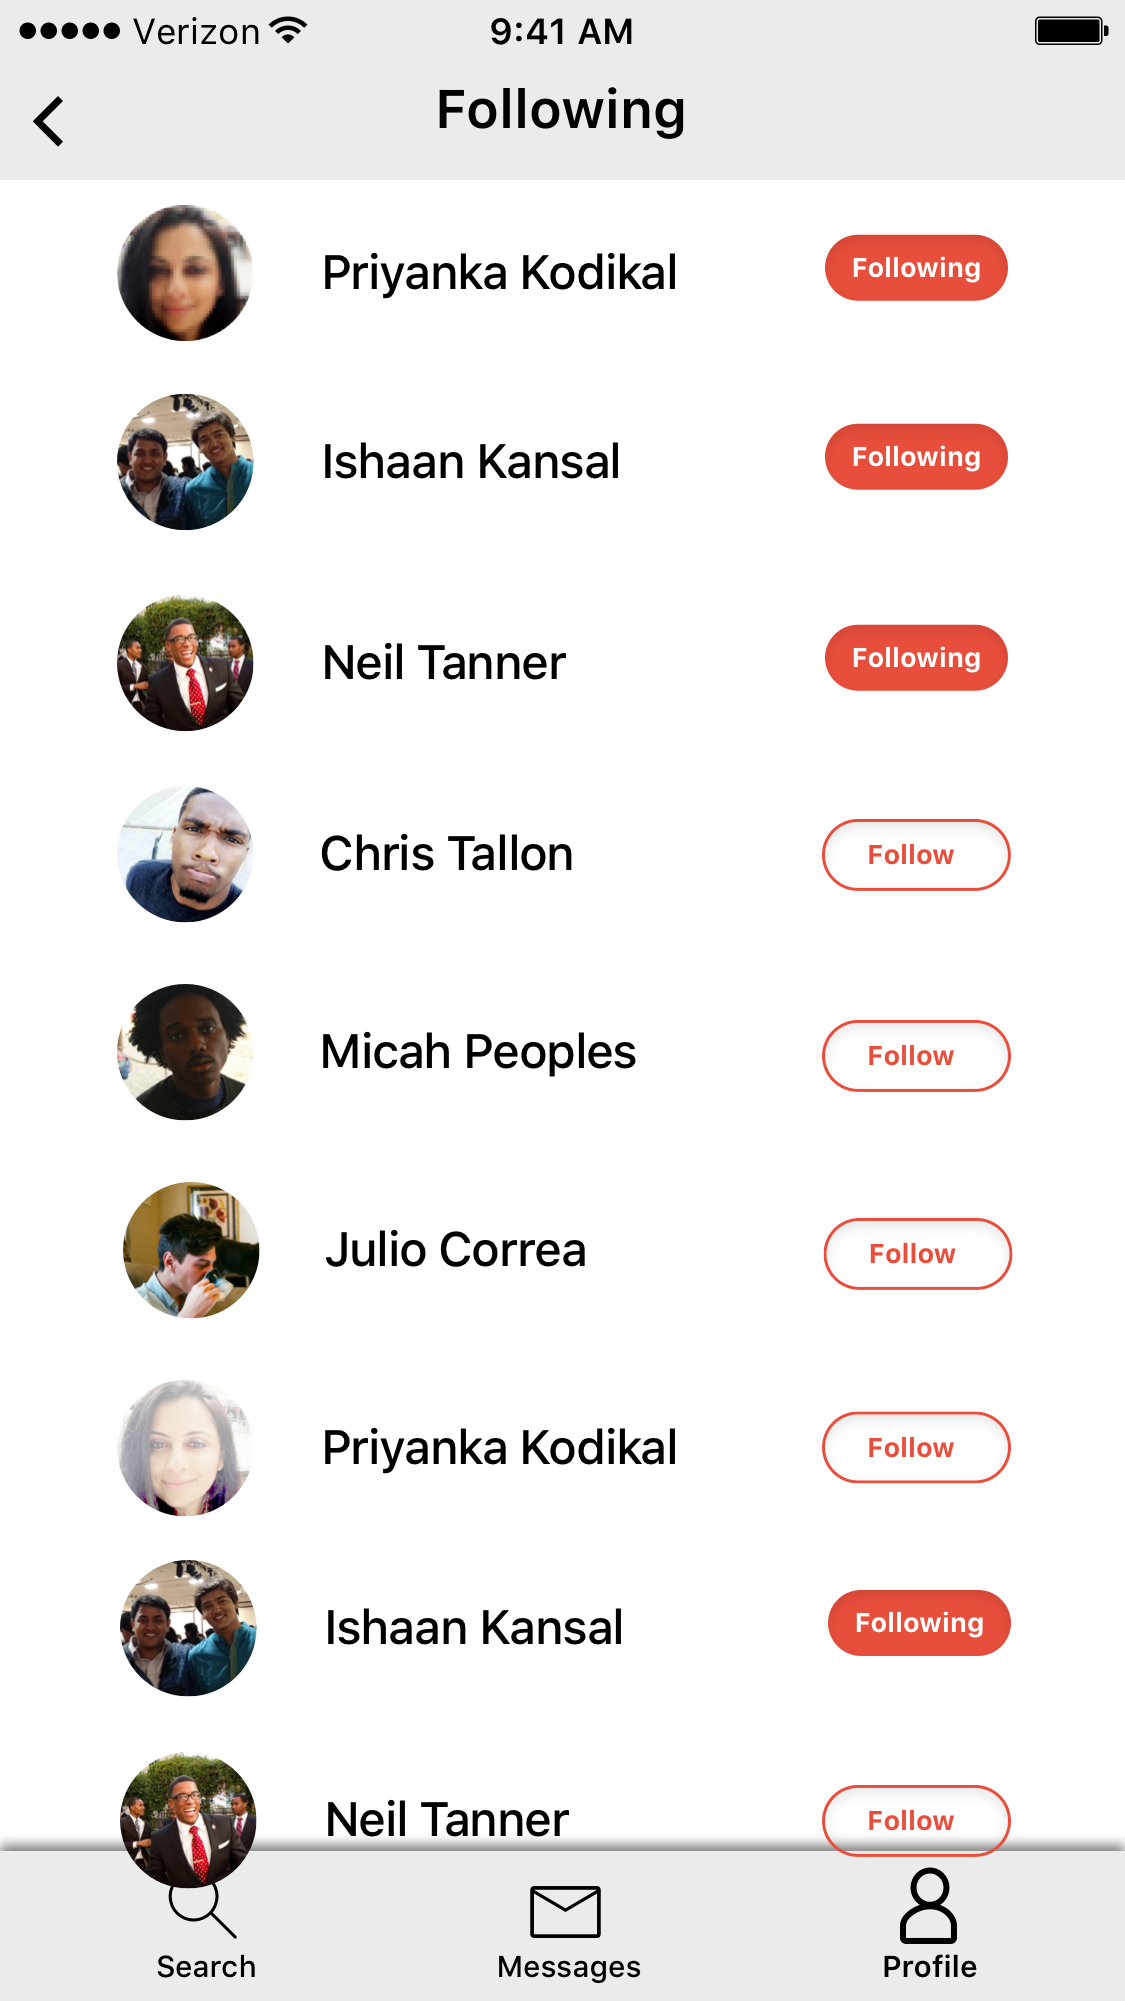 Verizon 9:41 AM
Following
Priyanka Kodikal Following
Ishaan Kansal Following
Neil Tanner Following
Chris Tallon Follow
Micah Peoples Follow
Julio Correa Follow
Priyanka Kodikal Follow
Ishaan Kansal Following
Neil Tanner Follow
Search Messages Profile